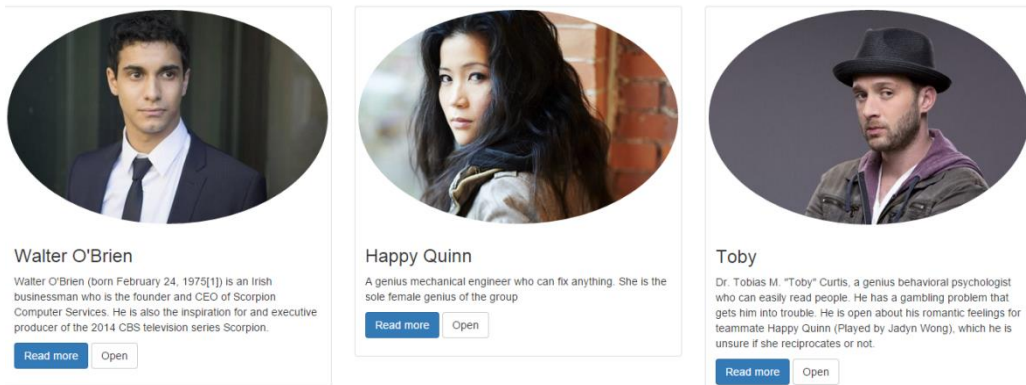 Walter O'Brien
Walter O'Brien (born February 24, 1975[1]) is an Irish
businessman who is the founder and CEO of Scorpion
Computer Services. He is also the inspiration for and executive
producer of the 2014 CBS television series Scorpion.
Read more
Open
Happy Quinn
A genius mechanical engineer who can fix anything. She is the
sole female genius of the group
Read more
Open
Toby
Dr. Tobias M. "Toby" Curtis, a genius behavioral psychologist
who can easily read people. He has a gambling problem that
gets him into trouble. He is open about his romantic feelings for
teammate Happy Quinn (Played by Jadyn Wong), which he is
unsure if she reciprocates or not.
Read more
Open